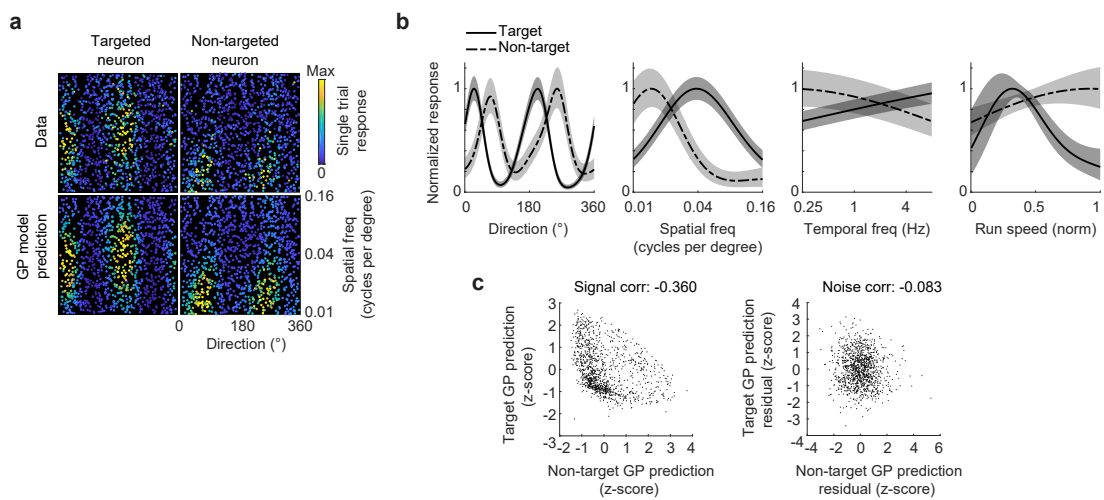 a
Targeted
neuron
Non-targeted
neuron
Data
GP model
prediction
Max
0
Single trial
response
0.16
0.04
0.01
Spatial freq
(cycles per degree)
0
180
360
Direction (°)
b
Target
Non-target
Normalized response
1
0
0
180
360
Direction (°)
1
0
0.01
0.04
0.16
Spatial freq
(cycles per degree)
1
0
0.25
1
4
Temporal freq (Hz)
1
0
0
0.5
1
Run speed (norm)
c
Signal corr: -0.360
Target GP prediction
(z-score)
3
2
1
0
-1
-2
-3
-2
-1
0
1
2
3
4
Non-target GP prediction
(z-score)
Noise corr: -0.083
Target GP prediction
residual (z-score)
4
3
2
1
0
-1
-2
-3
-4
-4
-2
0
2
4
6
Non-target GP prediction
residual (z-score)